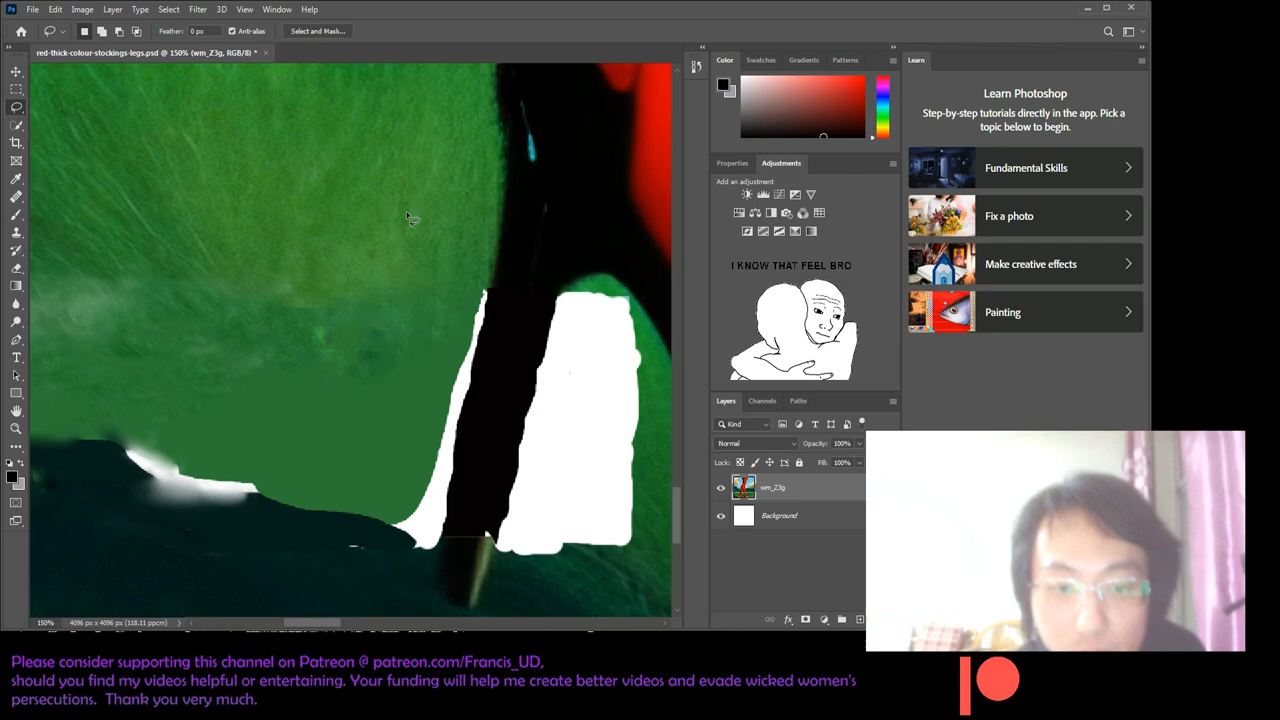 Ps File Edit Image Layer Type Select Filter 3D View Window Help
Feather: 0 px Anti-alias Select and Mask...
red-thick-colour-stockings-legs.psd @ 150% (wm_Z3g, RGB/8) *
Color Swatches Gradients Patterns
Learn
Learn Photoshop
Step-by-step tutorials directly in the app. Pick a
topic below to begin.
Fundamental Skills
Fix a photo
Make creative effects
Painting
Properties Adjustments
Add an adjustment
I KNOW THAT FEEL BRO
Layers Channels Paths
Kind
Normal Opacity: 100%
Lock: Fill: 100%
wm_Z3g
Background
150% 4096 px x 4096 px (118.11 ppcm)
Please consider supporting this channel on Patreon @ patreon.com/Francis_UD,
should you find my videos helpful or entertaining. Your funding will help me create better videos and evade wicked women's
persecutions. Thank you very much.